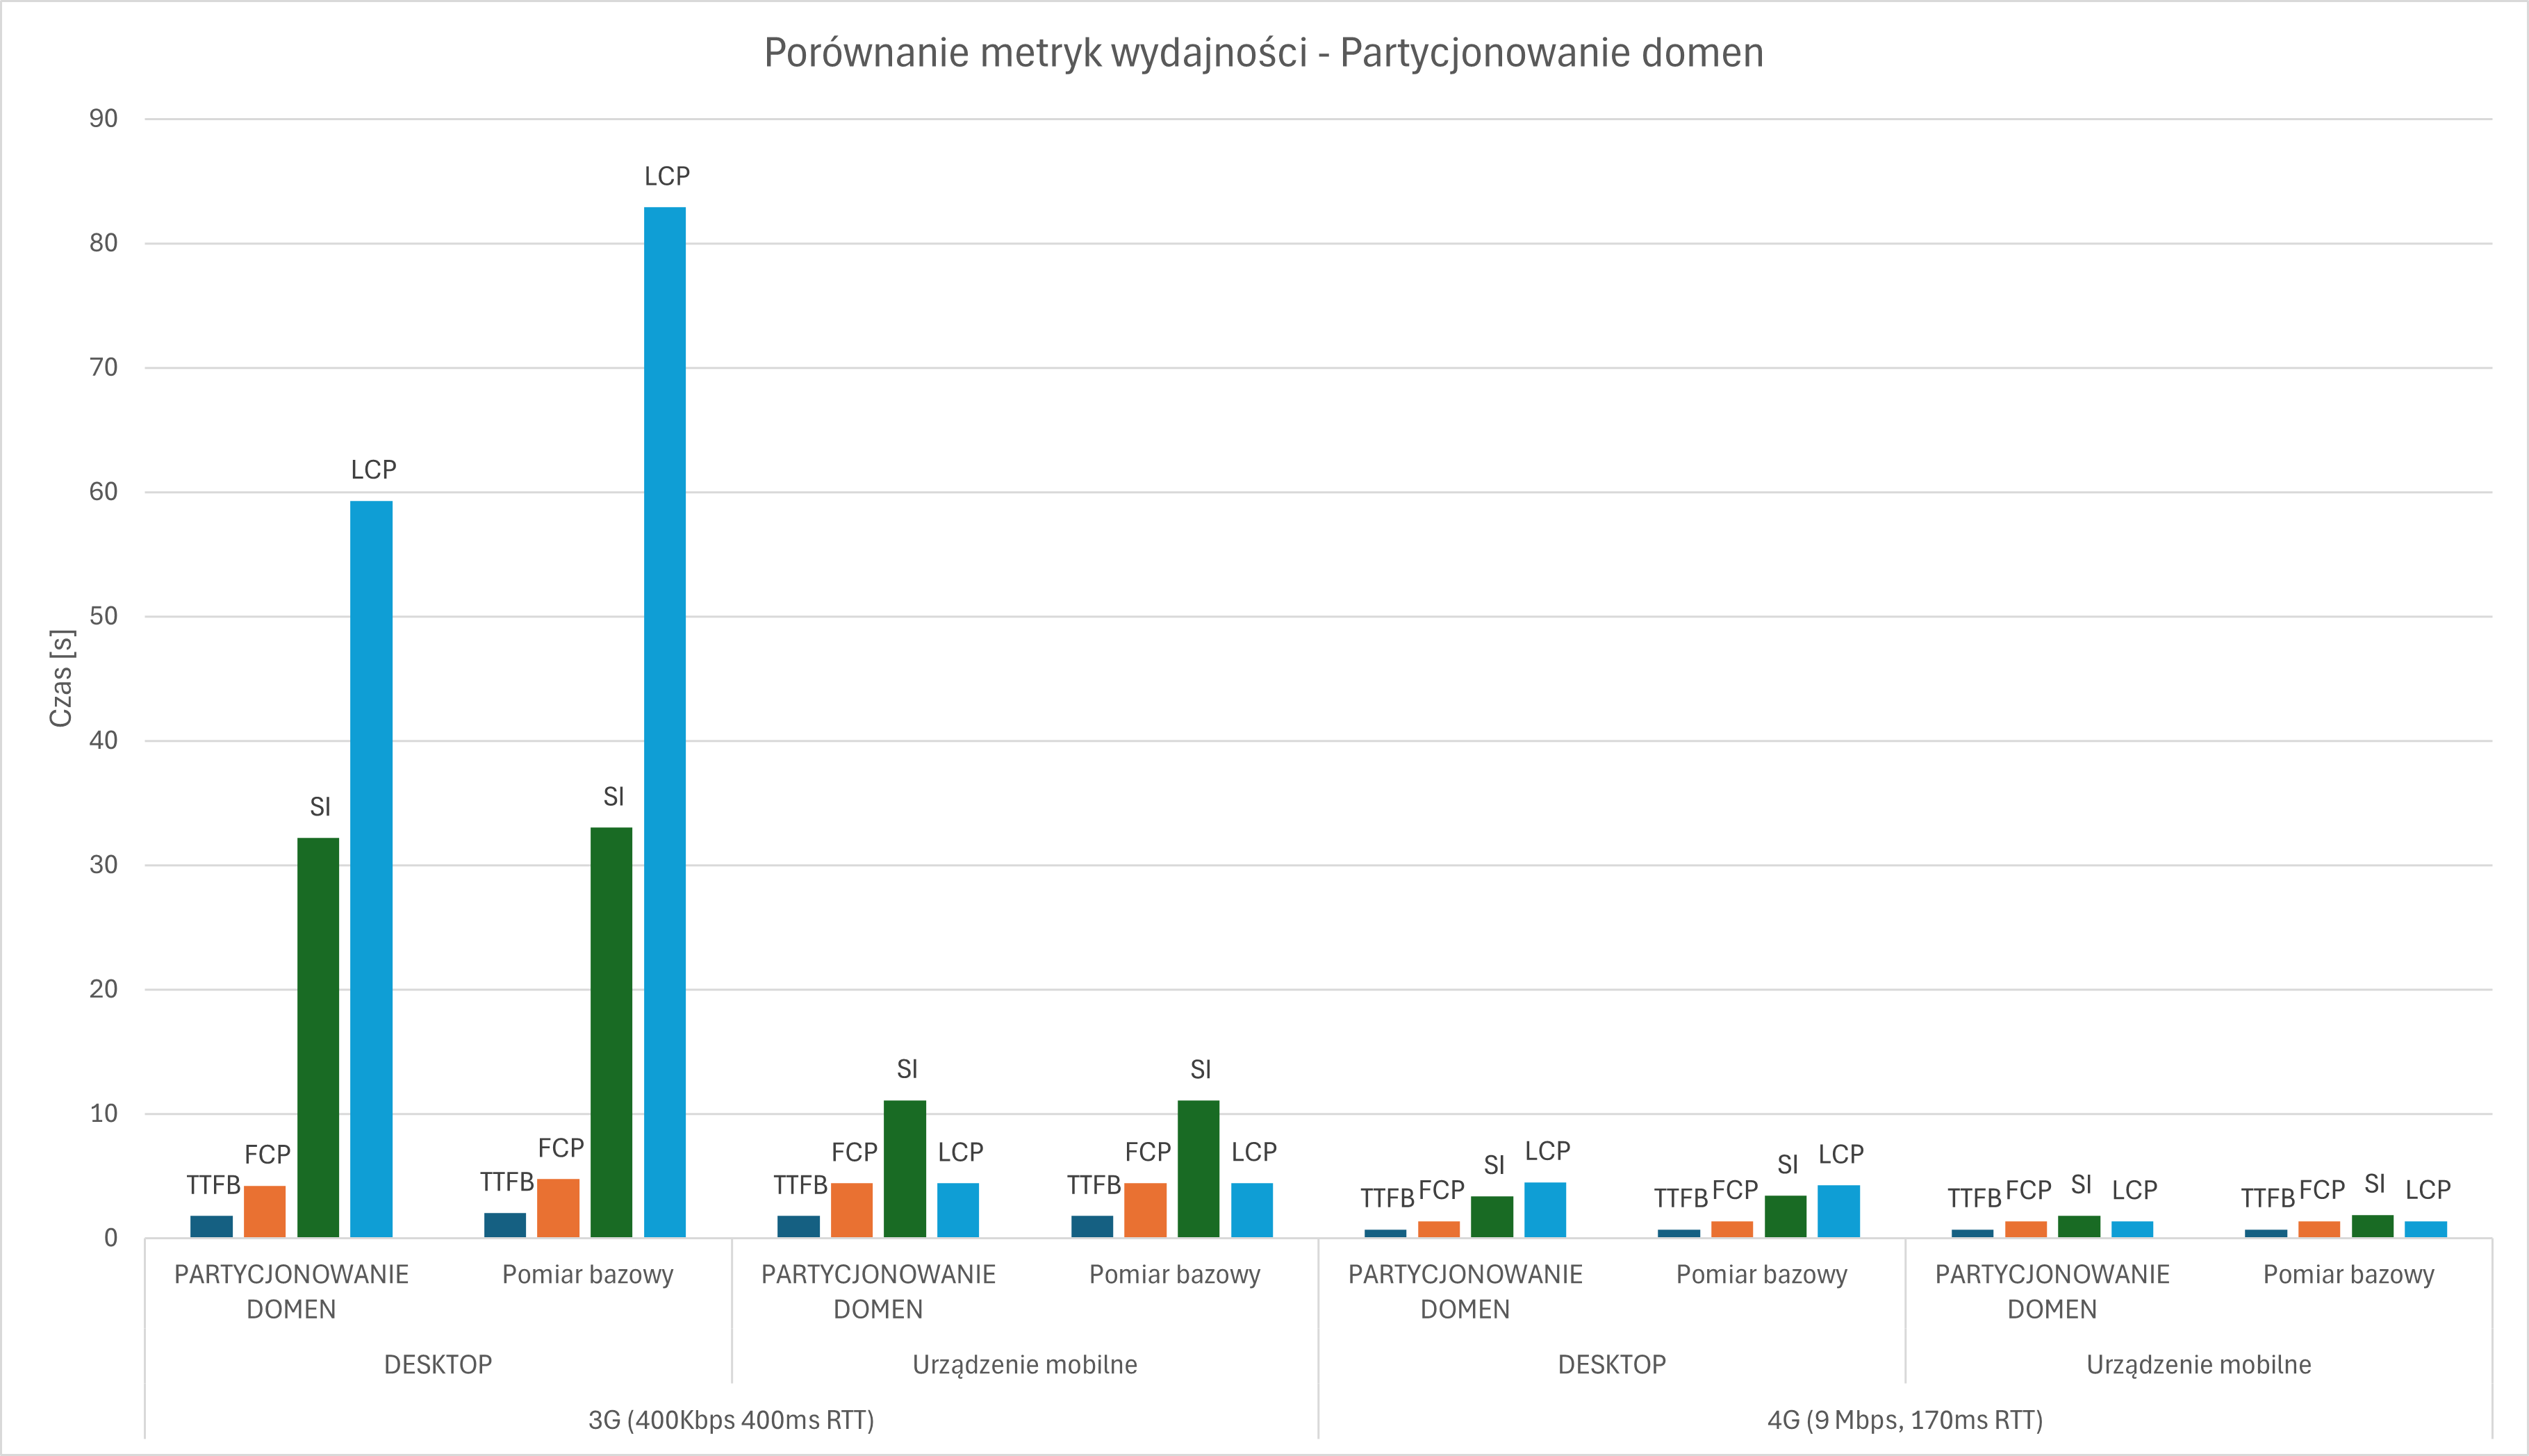 Porównanie metryk wydajności - Partycjonowanie domen
90
80
70
60
50
40
30
20
10
0
Czas [s]
TTFB
FCP
SI
LCP
TTFB
FCP
SI
LCP
TTFB
FCP
SI
LCP
TTFB
FCP
SI
LCP
TTFB
FCP
SI
LCP
TTFB
FCP
SI
LCP
TTFB
FCP
SI
LCP
TTFB
FCP
SI
LCP
PARTYCJONOWANIE
DOMEN
Pomiar bazowy
PARTYCJONOWANIE
DOMEN
Pomiar bazowy
PARTYCJONOWANIE
DOMEN
Pomiar bazowy
PARTYCJONOWANIE
DOMEN
Pomiar bazowy
DESKTOP
Urządzenie mobilne
DESKTOP
Urządzenie mobilne
3G (400Kbps 400ms RTT)
4G (9 Mbps, 170ms RTT)